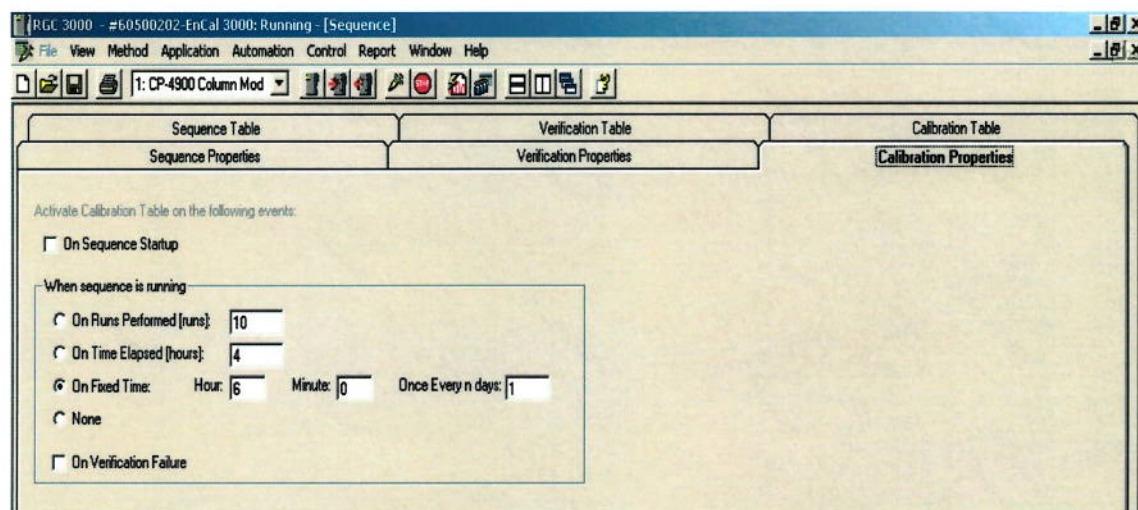 RGC 3000 - #60500202-EnCal 3000: Running - [Sequence]
File View Method Application Automation Control Report Window Help
1: CP-4900 Column Mod
Sequence Table Verification Table Calibration Table
Sequence Properties Verification Properties Calibration Properties
Activate Calibration Table on the following events:
On Sequence Startup
When sequence is running
On Runs Performed [runs]: 10
On Time Elapsed [hours]: 4
On Fixed Time: Hour: 6 Minute: 0 Once Every n days: 1
None
On Verification Failure